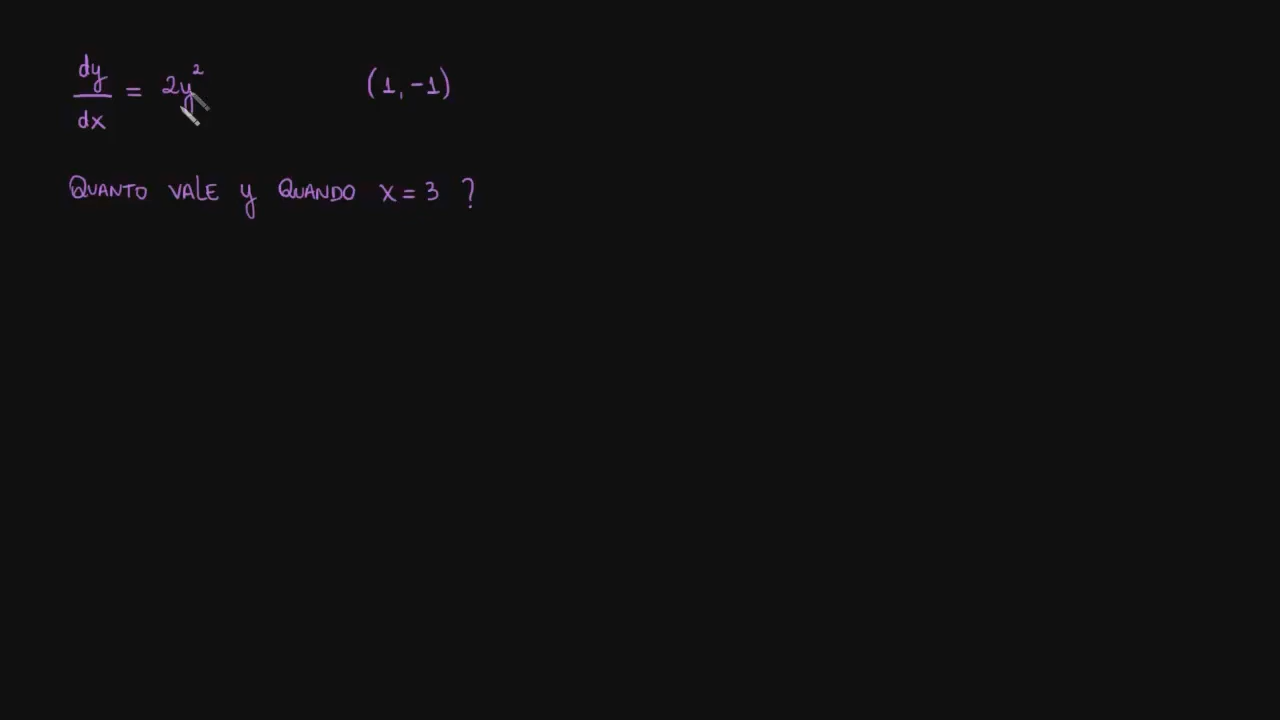 dy/dx = 2y² (1, -1)
QUANTO VALE y QUANDO x = 3 ?